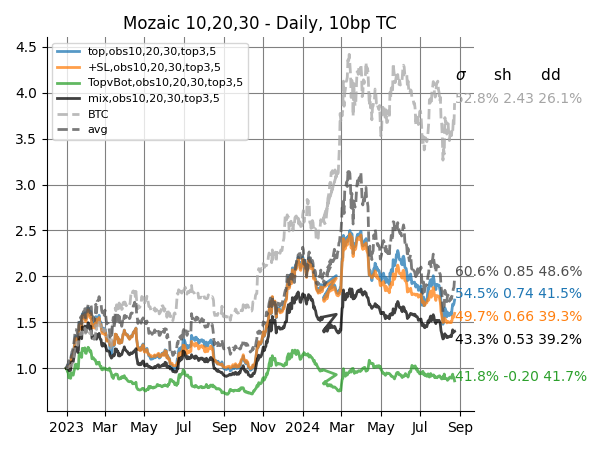 Mozaic 10,20,30 - Daily, 10bp TC
top,obs10,20,30,top3,5
+SL,obs10,20,30,top3,5
TopvBot,obs10,20,30,top3,5
mix,obs10,20,30,top3,5
BTC
avg
σ sh dd
52.8% 2.43 26.1%
60.6% 0.85 48.6%
54.5% 0.74 41.5%
49.7% 0.66 39.3%
43.3% 0.53 39.2%
41.8% -0.20 41.7%
4.5
4.0
3.5
3.0
2.5
2.0
1.5
1.0
2023 Mar May Jul Sep Nov 2024 Mar May Jul Sep